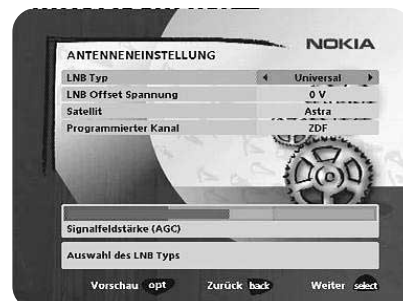 NOKIA
ANTENNENEINSTELLUNG
LNB Typ Universal
LNB Offset Spannung 0 V
Satellit Astra
Programmierter Kanal ZDF
Signalfeldstärke (AGC)
Auswahl des LNB Typs
Vorschau opt Zurück back Weiter select